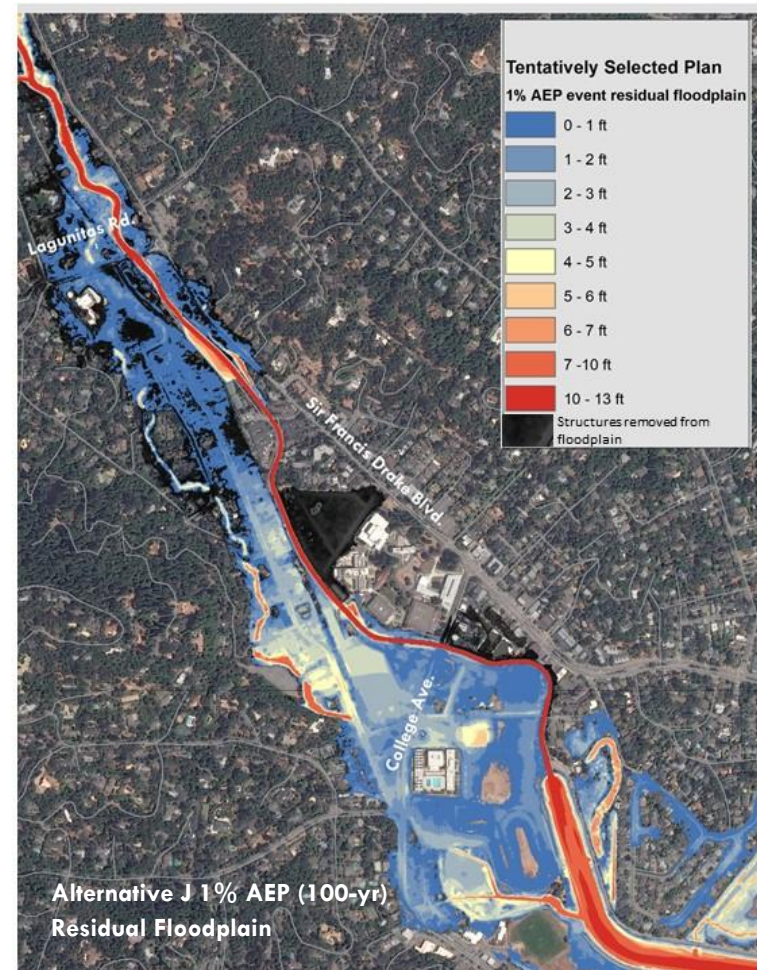 Tentatively Selected Plan
1% AEP event residual floodplain
0 - 1 ft
1 - 2 ft
2 - 3 ft
3 - 4 ft
4 - 5 ft
5 - 6 ft
6 - 7 ft
7 -10 ft
10 - 13 ft
Structures removed from
floodplain
Lagunitas Rd.
Sir Francis Drake Blvd.
College Ave.
Alternative J 1% AEP (100-yr)
Residual Floodplain